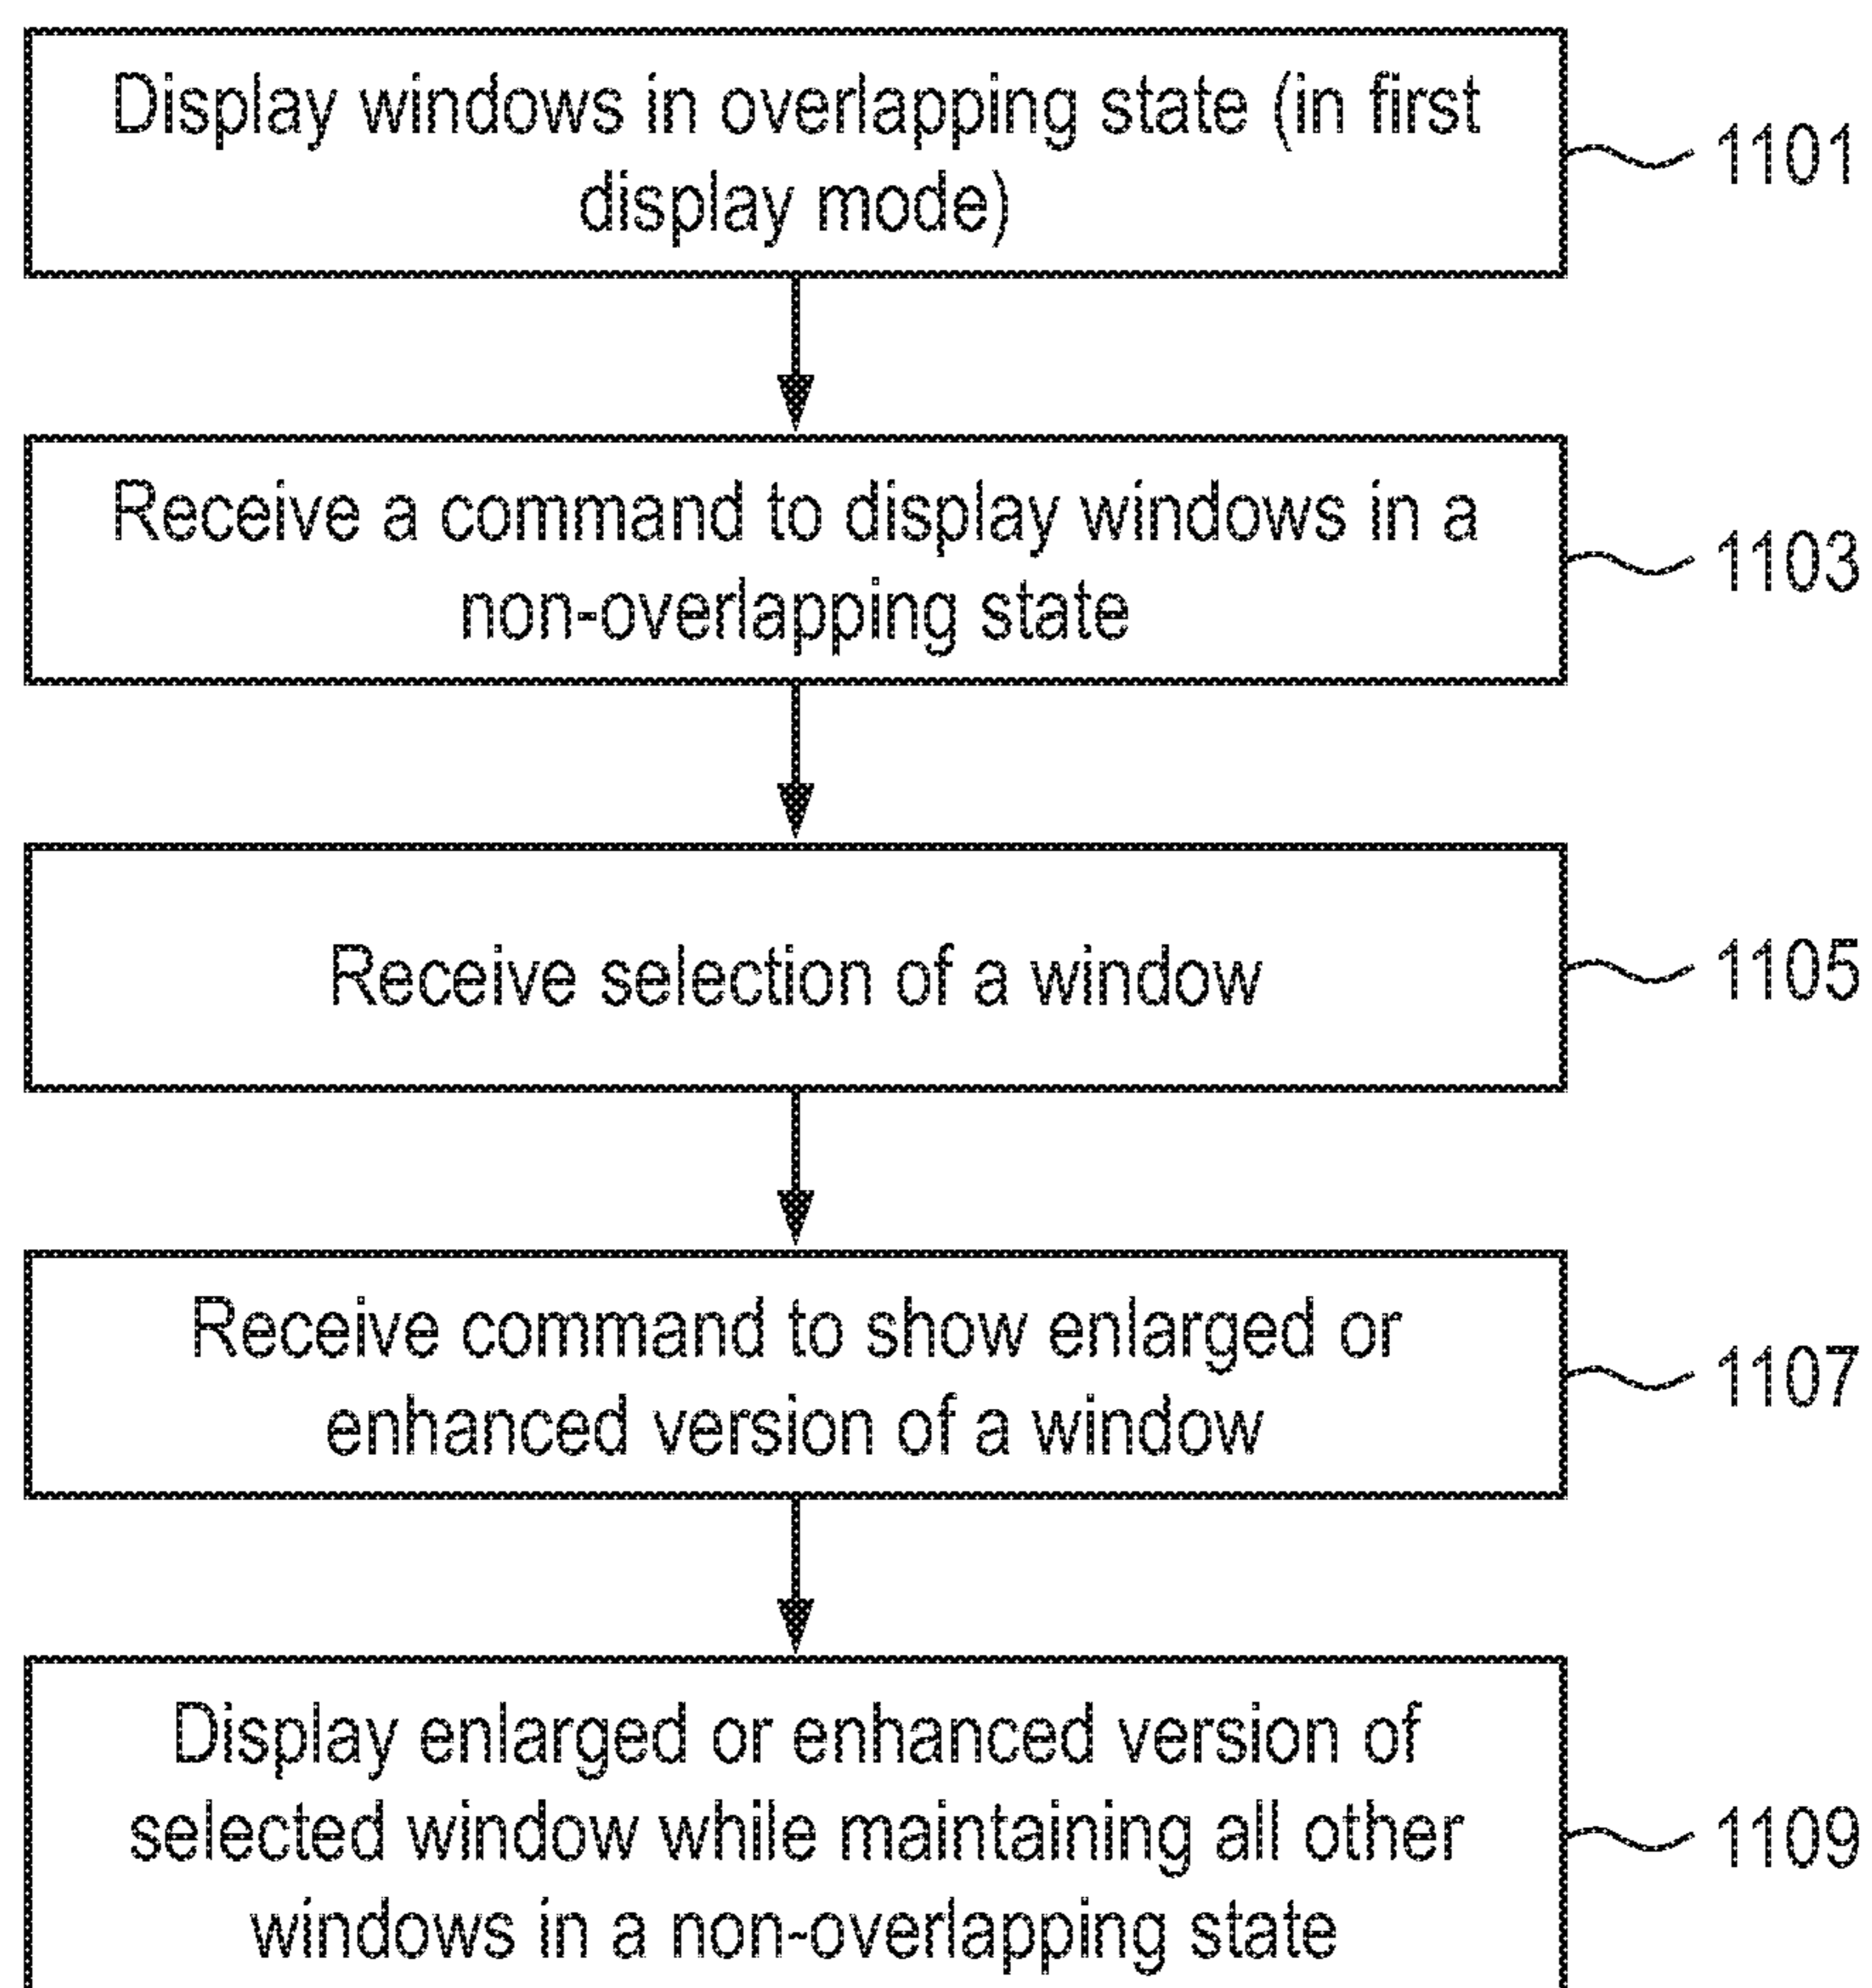 Display windows in overlapping state (in first
display mode)
1101
Receive a command to display windows in a
non-overlapping state
1103
Receive selection of a window
1105
Receive command to show enlarged or
enhanced version of a window
1107
Display enlarged or enhanced version of
selected window while maintaining all other
windows in a non-overlapping state
1109